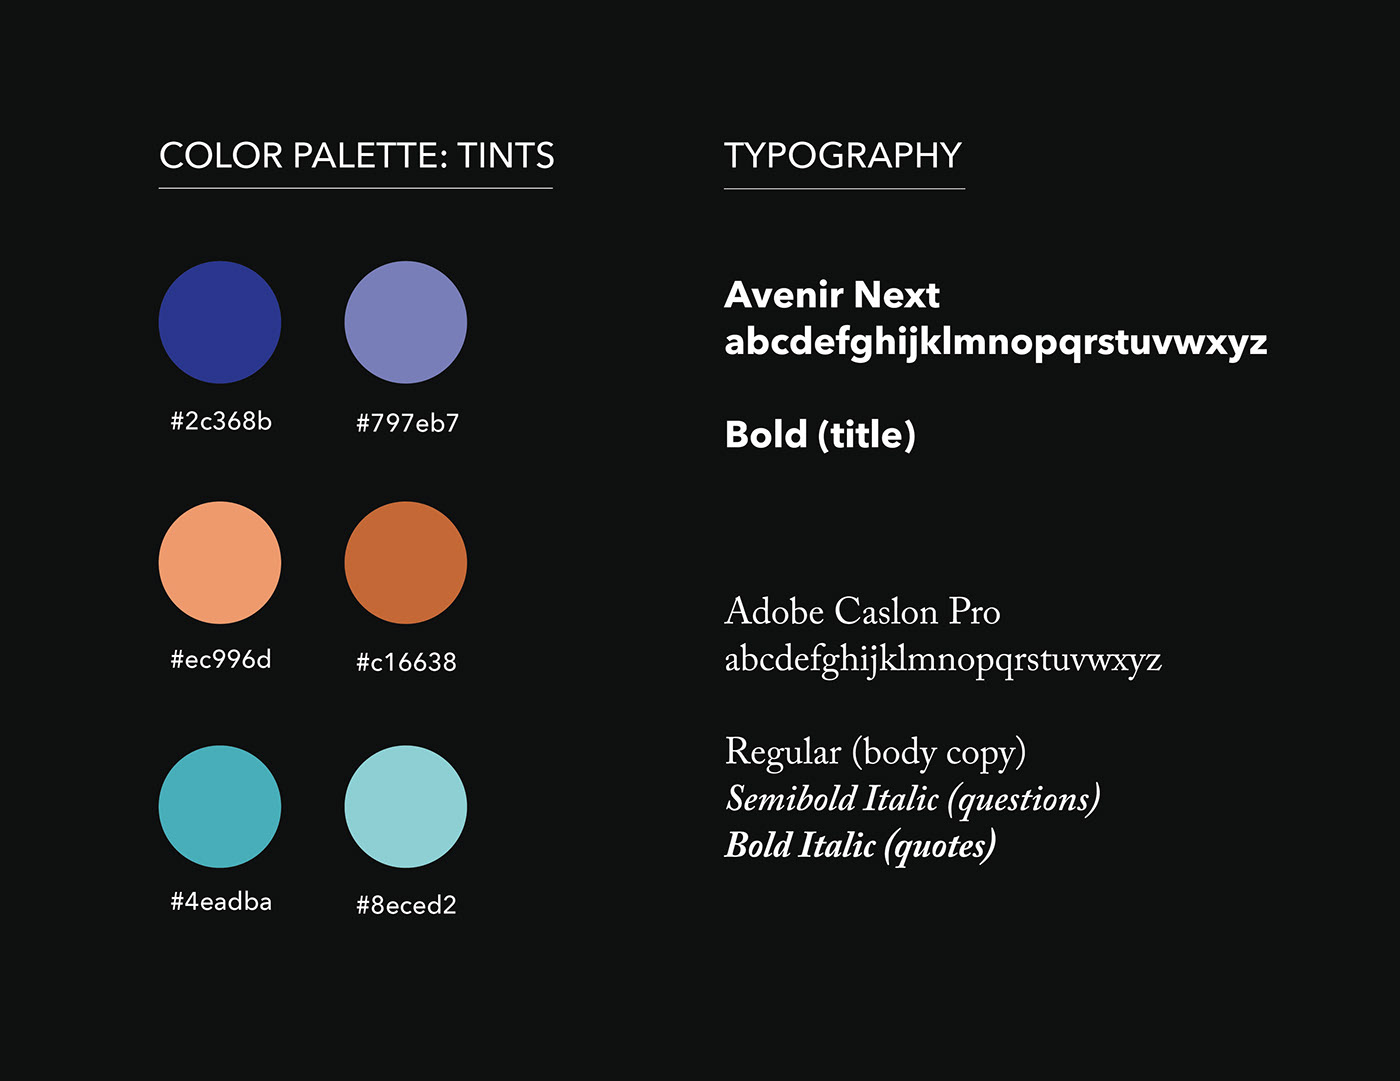 COLOR PALETTE: TINTS
#2c368b
#797eb7
#ec996d
#c16638
#4eadba
#8eced2
TYPOGRAPHY
Avenir Next
abcdefghijklmnopqrstuvwxyz
Bold (title)
Adobe Caslon Pro
abcdefghijklmnopqrstuvwxyz
Regular (body copy)
Semibold Italic (questions)
Bold Italic (quotes)